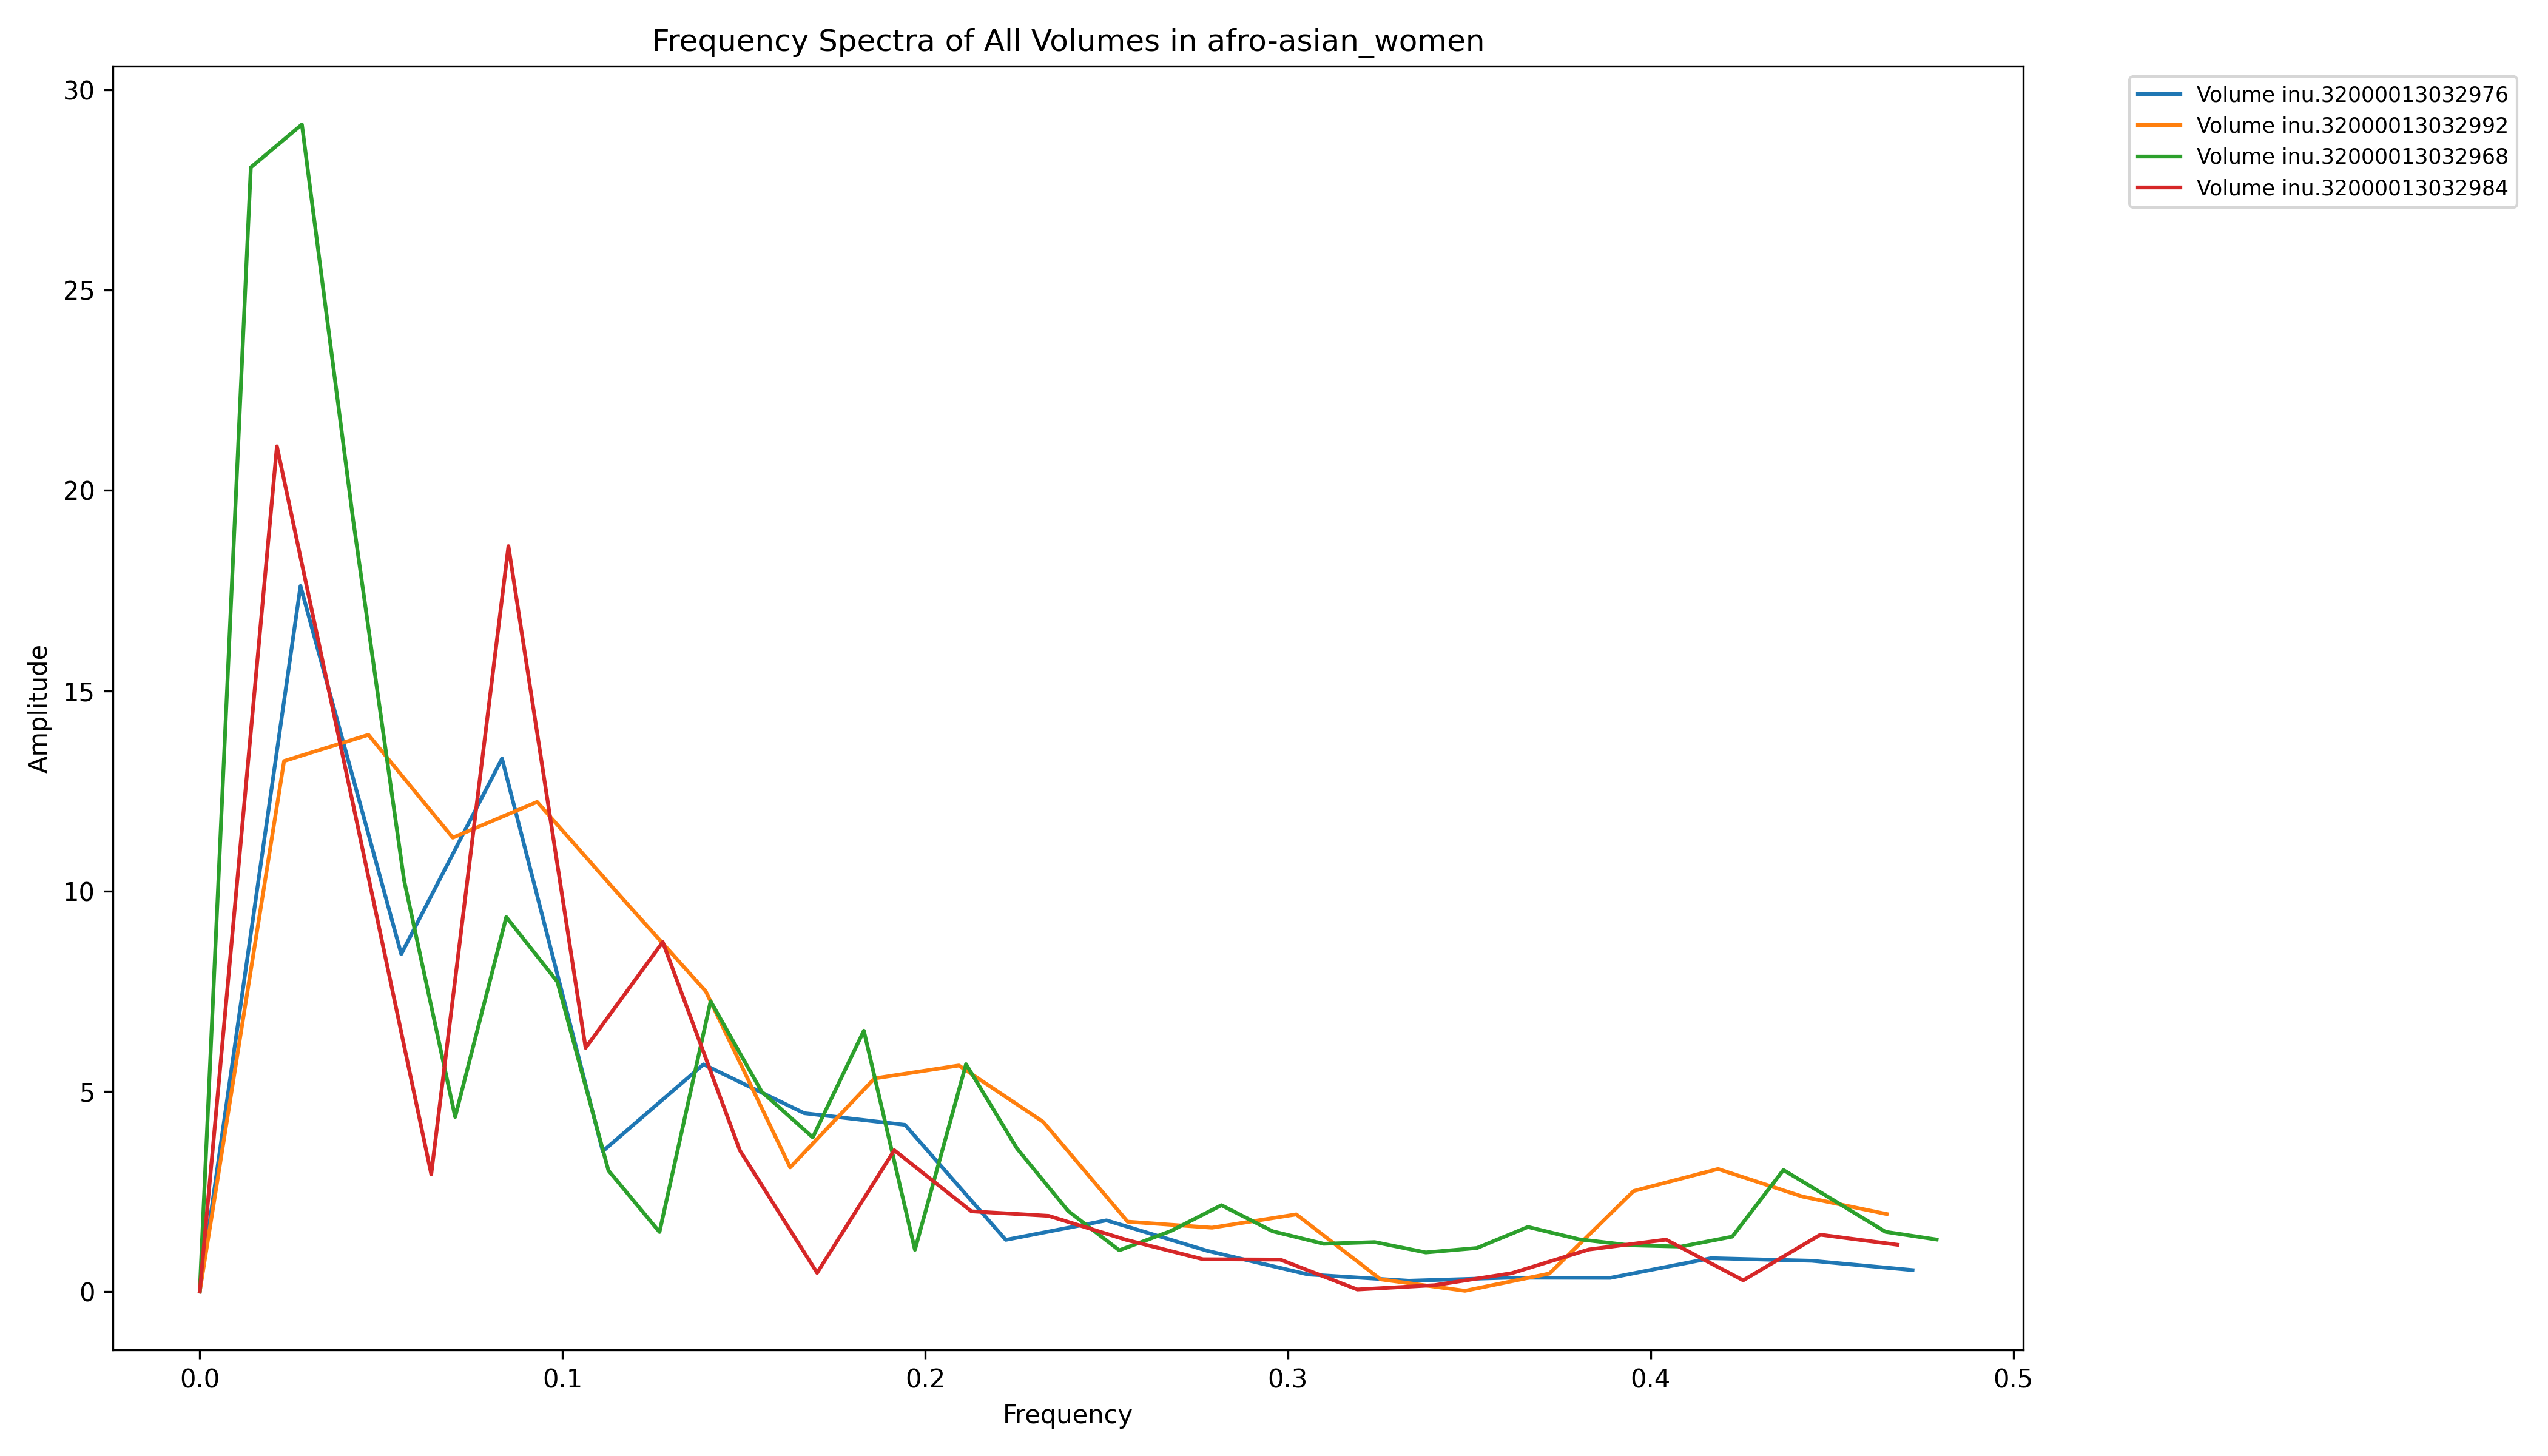 Frequency Spectra of All Volumes in afro-asian_women
Volume inu.32000013032976
Volume inu.32000013032992
Volume inu.32000013032968
Volume inu.32000013032984
Amplitude
30
25
20
15
10
5
0
0.0 0.1 0.2 0.3 0.4 0.5
Frequency